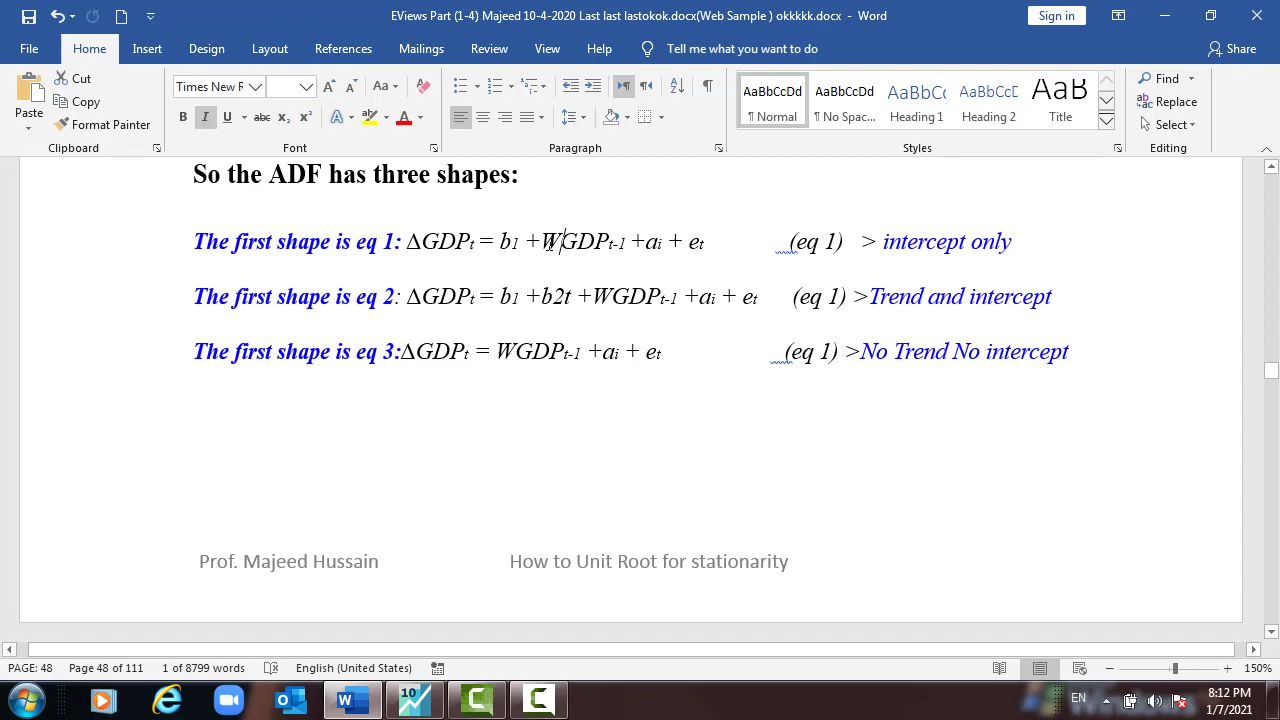 EViews Part (1-4) Majeed 10-4-2020 Last last lastokok.docx(Web Sample ) okkkkk.docx - Word
Sign in
File Home Insert Design Layout References Mailings Review View Help Tell me what you want to do Share
Paste Cut Copy Format Painter
Times New R Aa
B I U abc x₂ x² A A
AaBbCcDd AaBbCcDd AaBbCc AaBbCcD AaB
¶ Normal ¶ No Spac... Heading 1 Heading 2 Title
Find Replace Select
Clipboard Font Paragraph Styles Editing
So the ADF has three shapes:
The first shape is eq 1: ΔGDPt = b1 +WGDPt-1 +ai + et (eq 1) > intercept only
The first shape is eq 2: ΔGDPt = b1 +b2t +WGDPt-1 +ai + et (eq 1) >Trend and intercept
The first shape is eq 3:ΔGDPt = WGDPt-1 +ai + et (eq 1) >No Trend No intercept
Prof. Majeed Hussain How to Unit Root for stationarity
PAGE: 48 Page 48 of 111 1 of 8799 words English (United States) 150%
10 EN 8:12 PM
1/7/2021